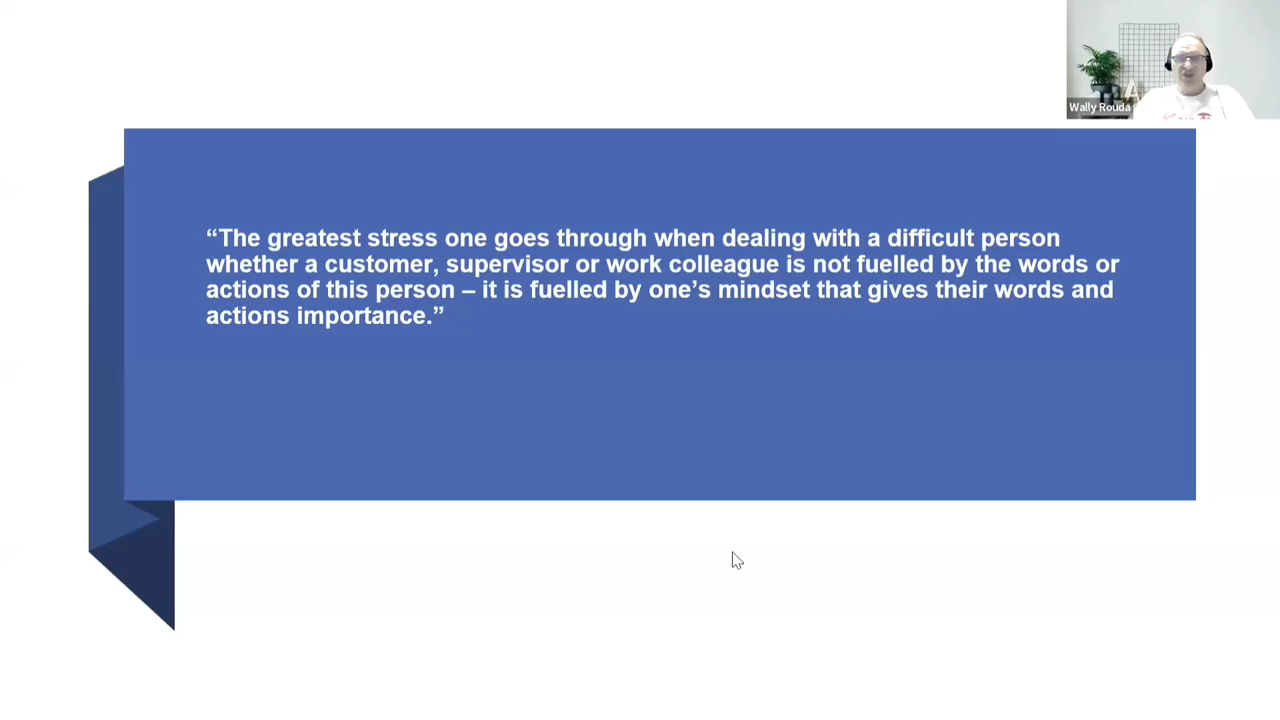 Wally Rouda
“The greatest stress one goes through when dealing with a difficult person
whether a customer, supervisor or work colleague is not fuelled by the words or
actions of this person – it is fuelled by one’s mindset that gives their words and
actions importance.”